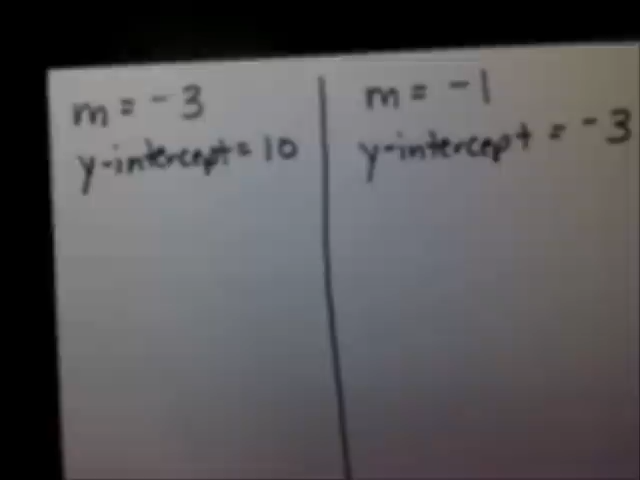 m = -3
y-intercept = 10
m = -1
y-intercept = -3